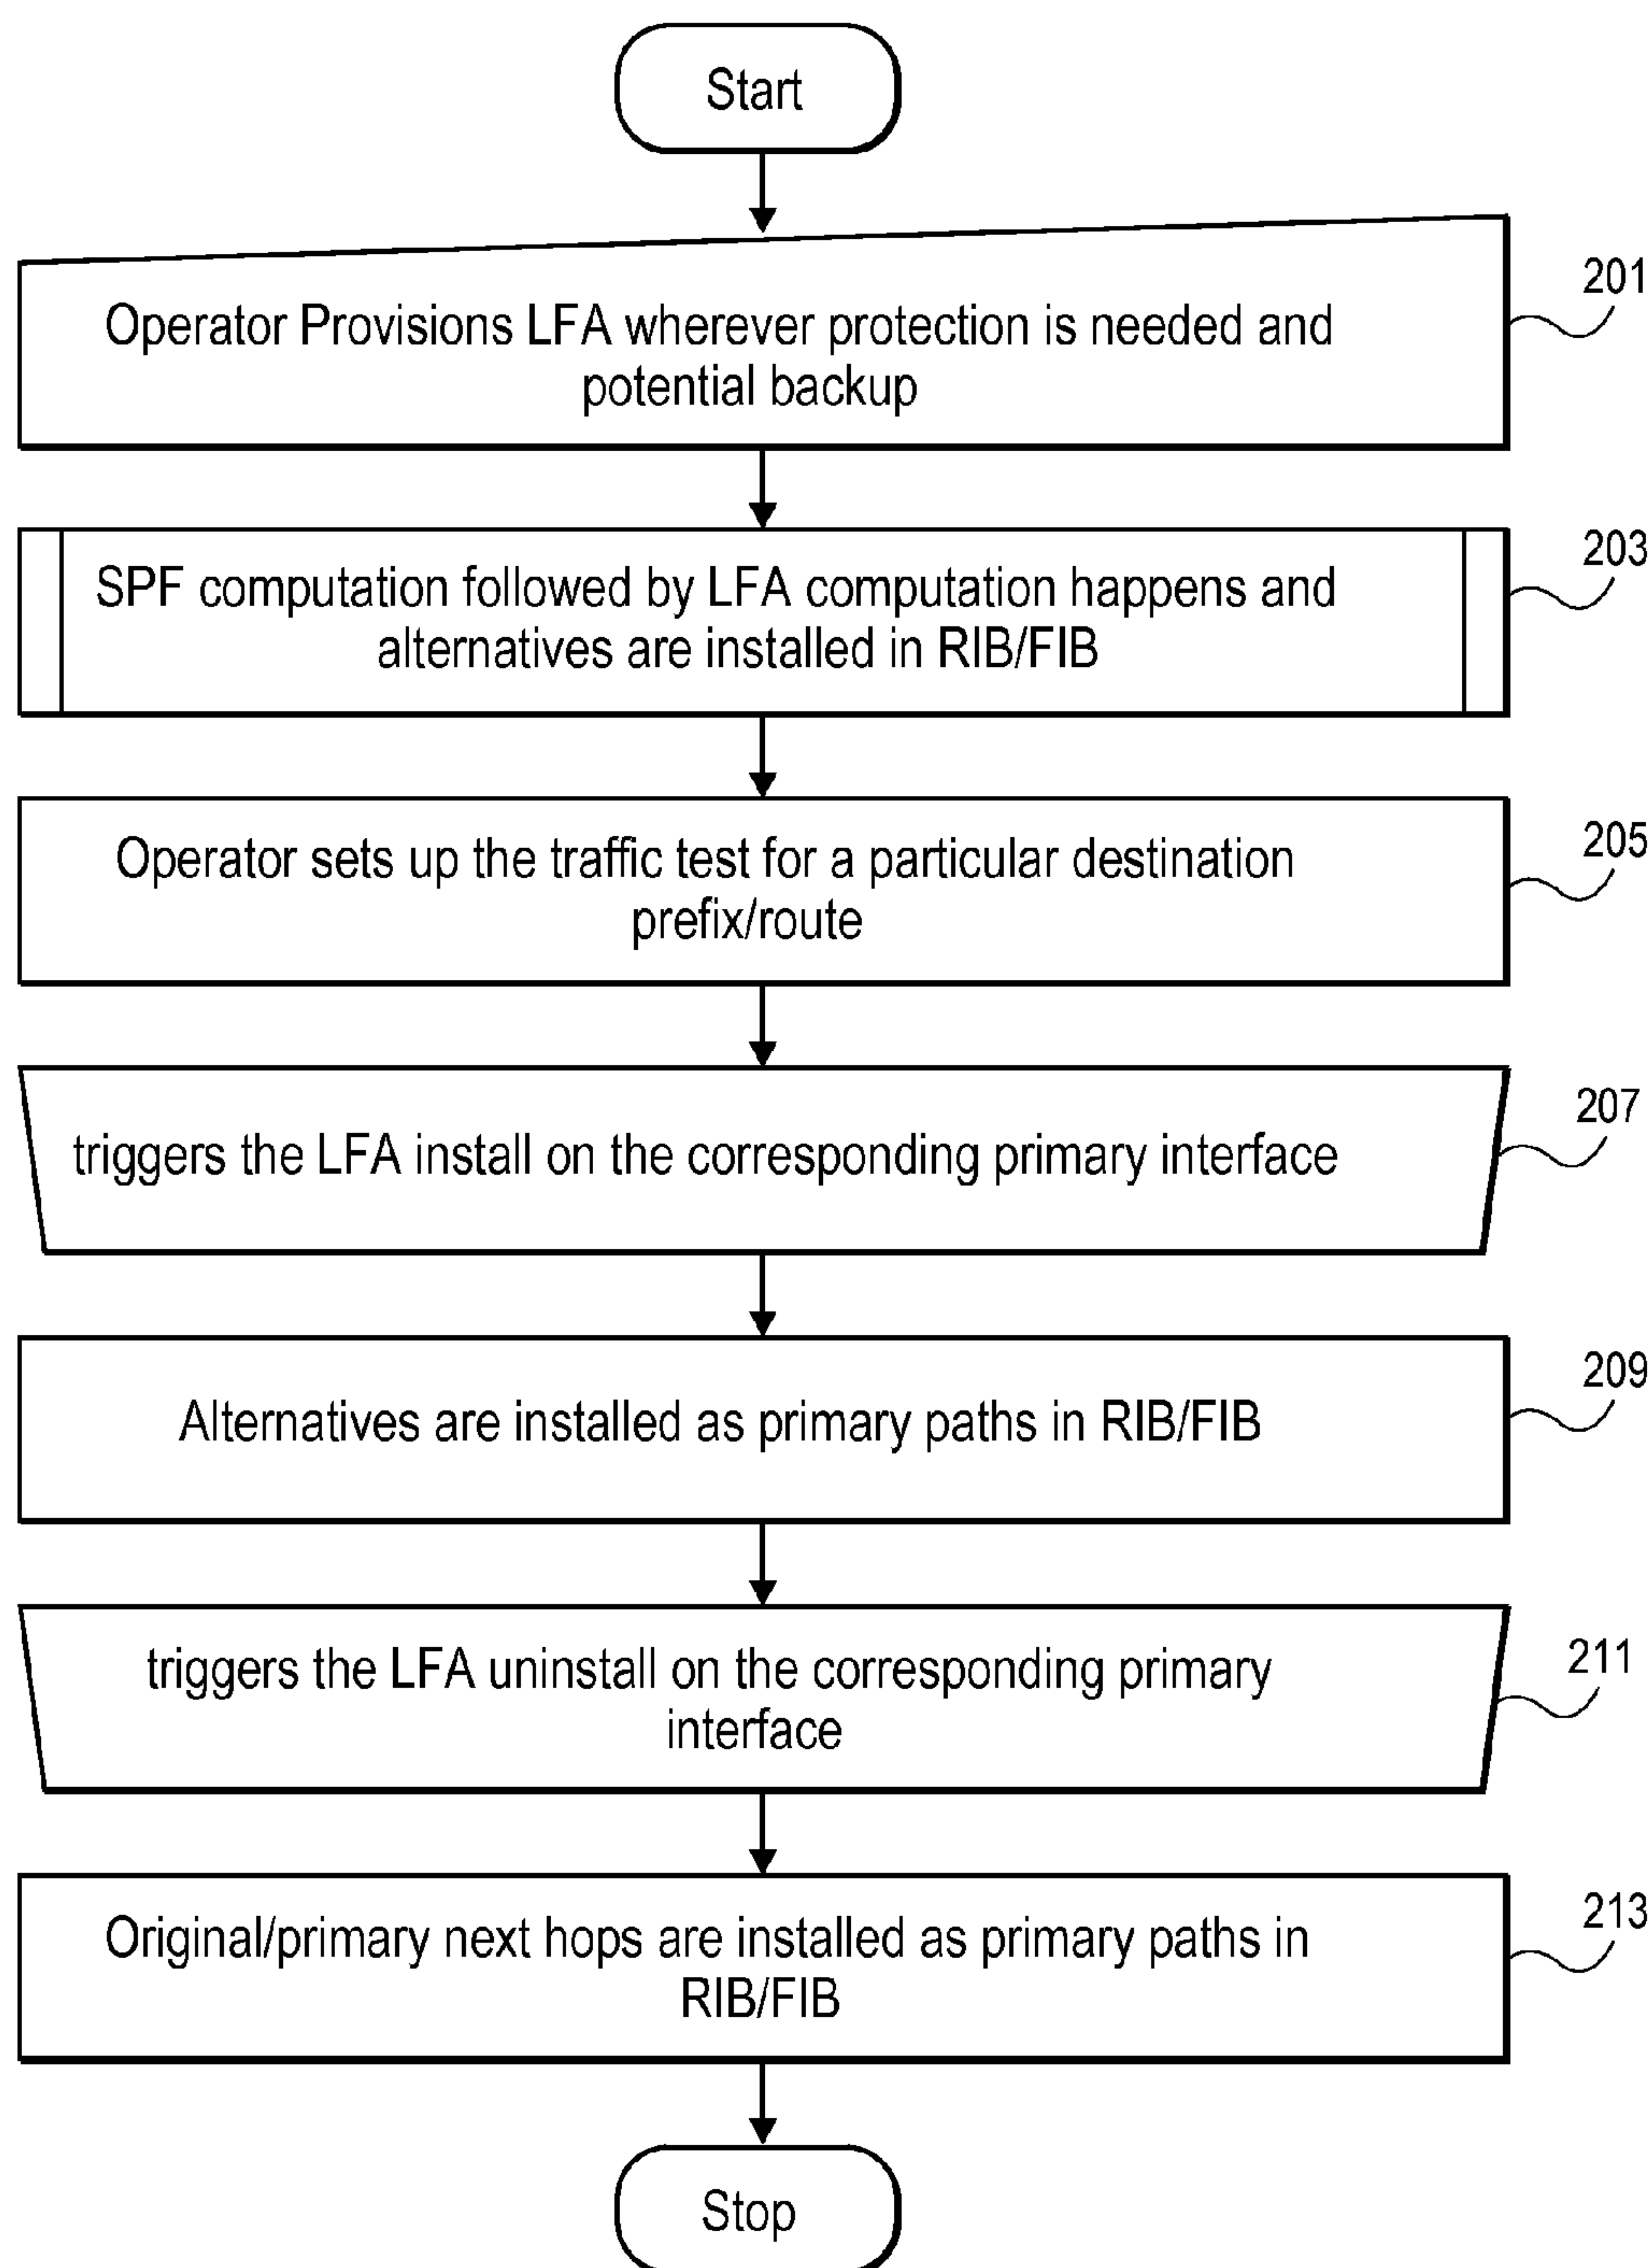 Start
Operator Provisions LFA wherever protection is needed and
potential backup
201
SPF computation followed by LFA computation happens and
alternatives are installed in RIB/FIB
203
Operator sets up the traffic test for a particular destination
prefix/route
205
triggers the LFA install on the corresponding primary interface
207
Alternatives are installed as primary paths in RIB/FIB
209
triggers the LFA uninstall on the corresponding primary
interface
211
Original/primary next hops are installed as primary paths in
RIB/FIB
213
Stop